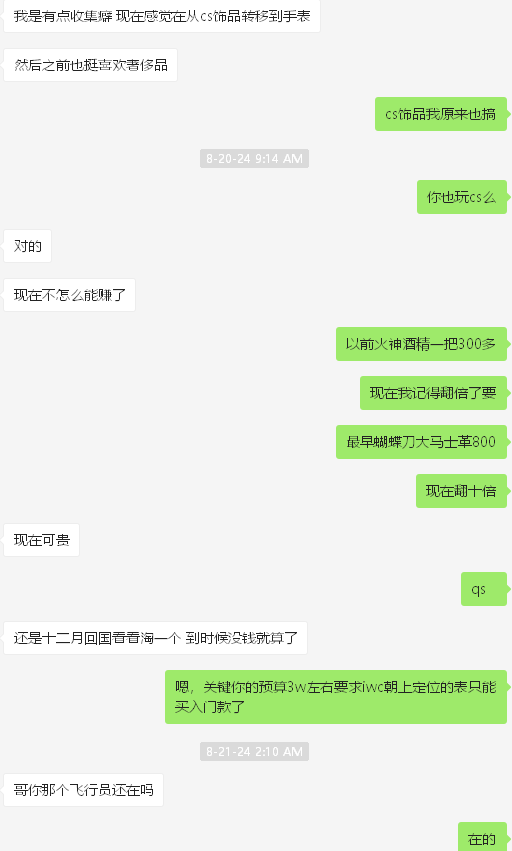 我是有点收集癖 现在感觉在从cs饰品转移到手表
然后之前也挺喜欢奢侈品
cs饰品我原来也搞
8-20-24 9:14 AM
你也玩cs么
对的
现在不怎么能赚了
以前火神酒精一把300多
现在我记得翻倍了要
最早蝴蝶刀大马士革800
现在翻十倍
现在可贵
qs
还是十二月回国看看淘一个 到时候没钱就算了
嗯，关键你的预算3w左右要求iwc朝上定位的表只能
买入门款了
8-21-24 2:10 AM
哥你那个飞行员还在吗
在的